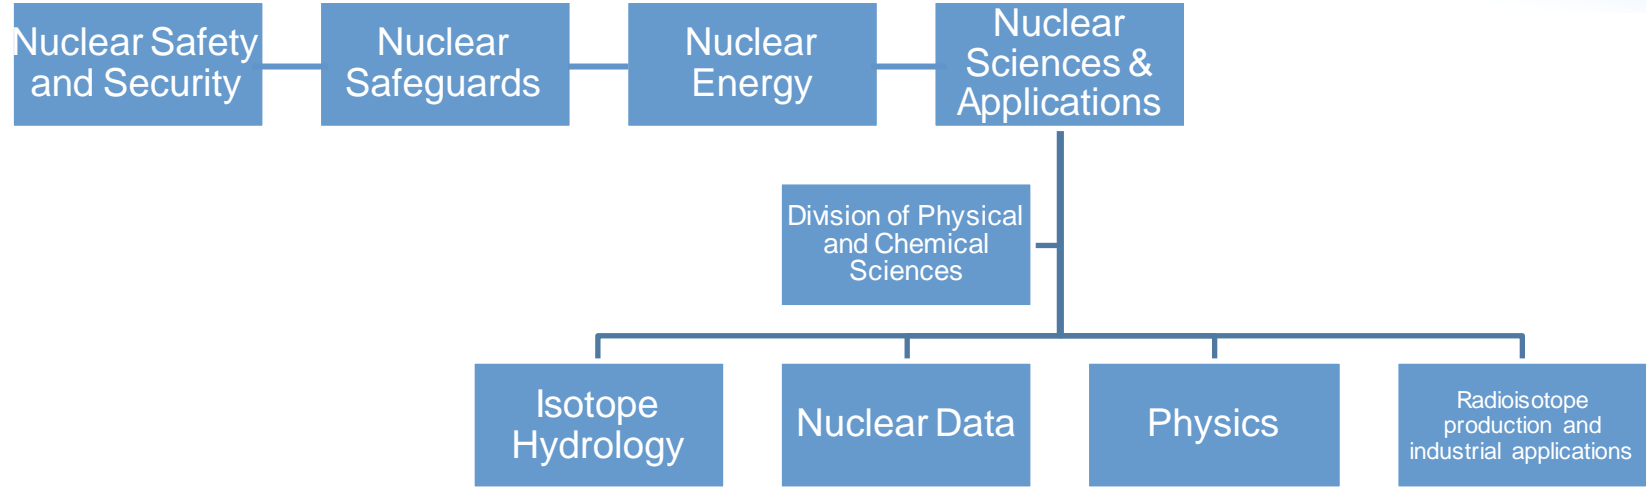 Nuclear Safety
and Security
Nuclear
Safeguards
Nuclear
Energy
Nuclear
Sciences &
Applications
Division of Physical
and Chemical
Sciences
Isotope
Hydrology
Nuclear Data
Physics
Radioisotope
production and
industrial applications